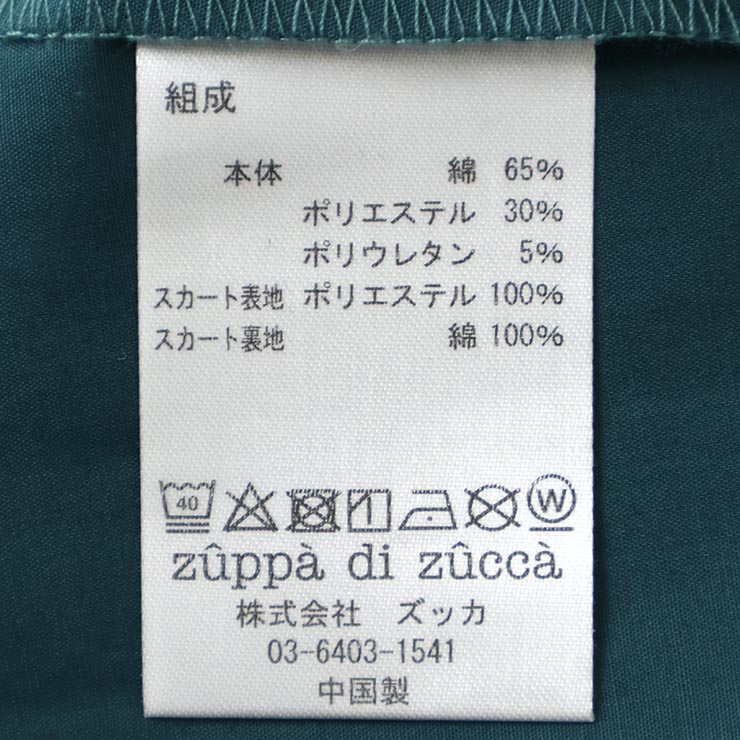 組成
本体 綿 65%
ポリエステル 30%
ポリウレタン 5%
スカート表地 ポリエステル 100%
スカート裏地 綿 100%
40 W
zûppà di zûccà
株式会社 ズッカ
03-6403-1541
中国製